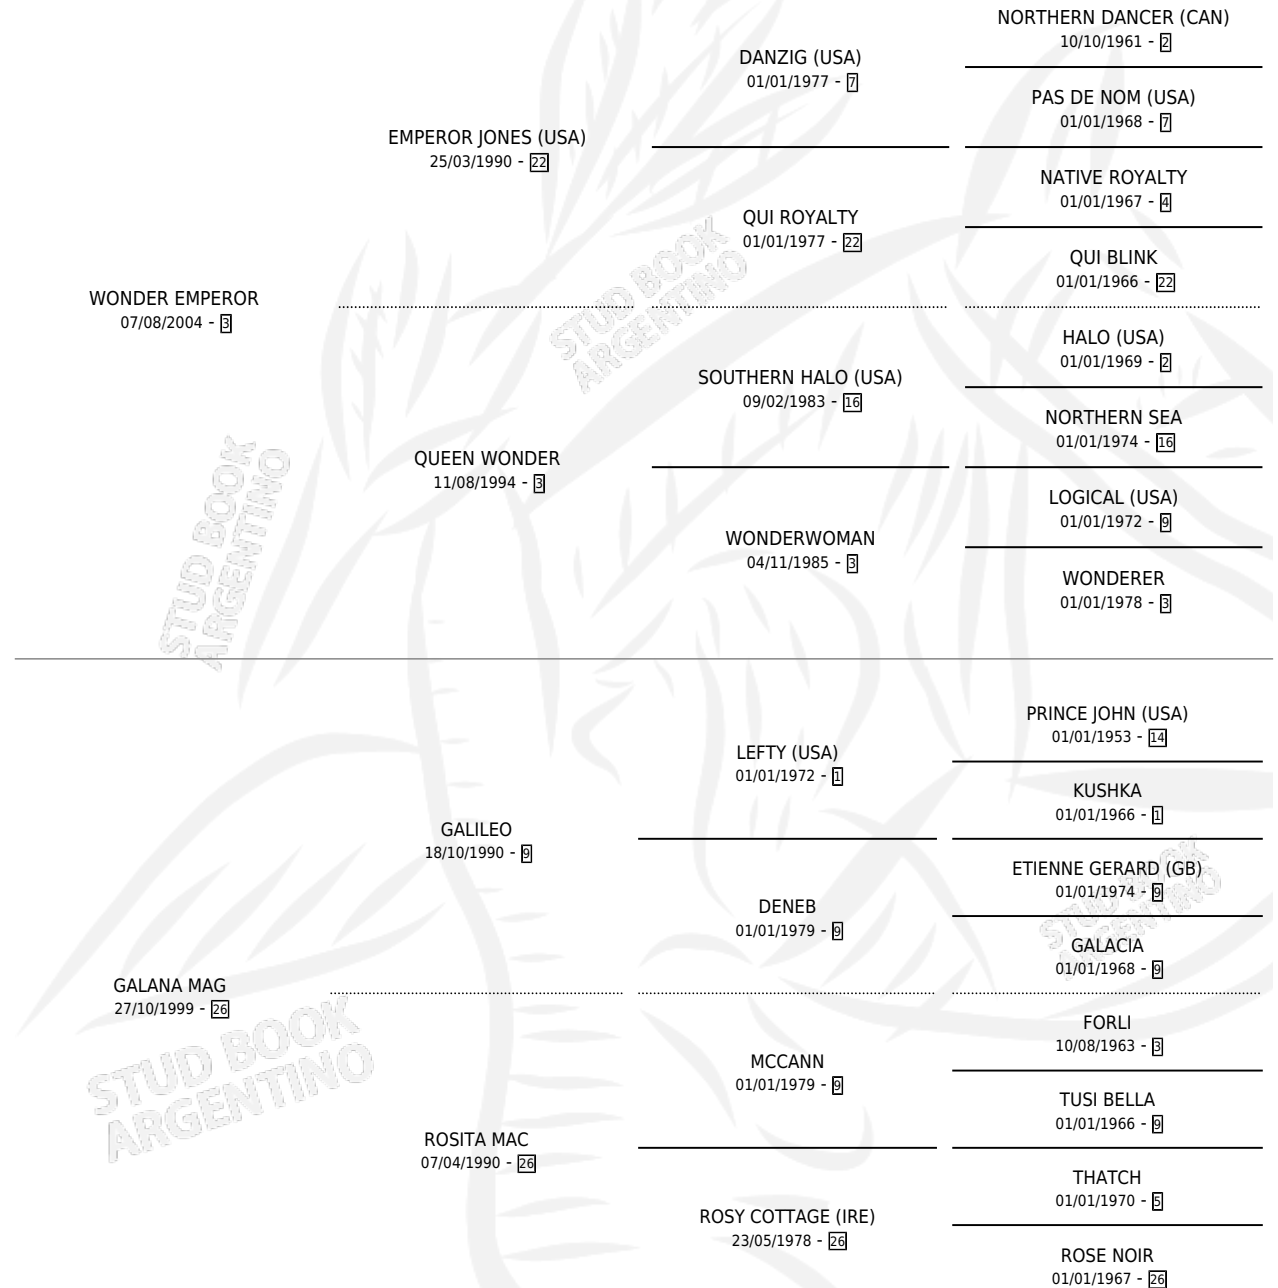 NORTHERN DANCER (CAN)
10/10/1961 - 2
DANZIG (USA)
01/01/1977 - 7
PAS DE NOM (USA)
01/01/1968 - 7
EMPEROR JONES (USA)
25/03/1990 - 22
NATIVE ROYALTY
01/01/1967 - 4
QUI ROYALTY
01/01/1977 - 22
QUI BLINK
01/01/1966 - 22
WONDER EMPEROR
07/08/2004 - 3
STUD BOOK
ARGENTINO
HALO (USA)
01/01/1969 - 2
SOUTHERN HALO (USA)
09/02/1983 - 16
NORTHERN SEA
01/01/1974 - 16
QUEEN WONDER
11/08/1994 - 3
STUD BOOK
ARGENTINO
LOGICAL (USA)
01/01/1972 - 9
WONDERWOMAN
04/11/1985 - 3
WONDERER
01/01/1978 - 3
PRINCE JOHN (USA)
01/01/1953 - 14
LEFTY (USA)
01/01/1972 - 1
KUSHKA
01/01/1966 - 1
GALILEO
18/10/1990 - 9
ETIENNE GERARD (GB)
01/01/1974 - 9
STUD BOOK
ARGENTINO
DENEB
01/01/1979 - 9
GALACIA
01/01/1968 - 9
GALANA MAG
27/10/1999 - 26
STUD BOOK
ARGENTINO
FORLI
10/08/1963 - 3
MCCANN
01/01/1979 - 9
TUSI BELLA
01/01/1966 - 9
ROSITA MAC
07/04/1990 - 26
THATCH
01/01/1970 - 5
ROSY COTTAGE (IRE)
23/05/1978 - 26
ROSE NOIR
01/01/1967 - 26